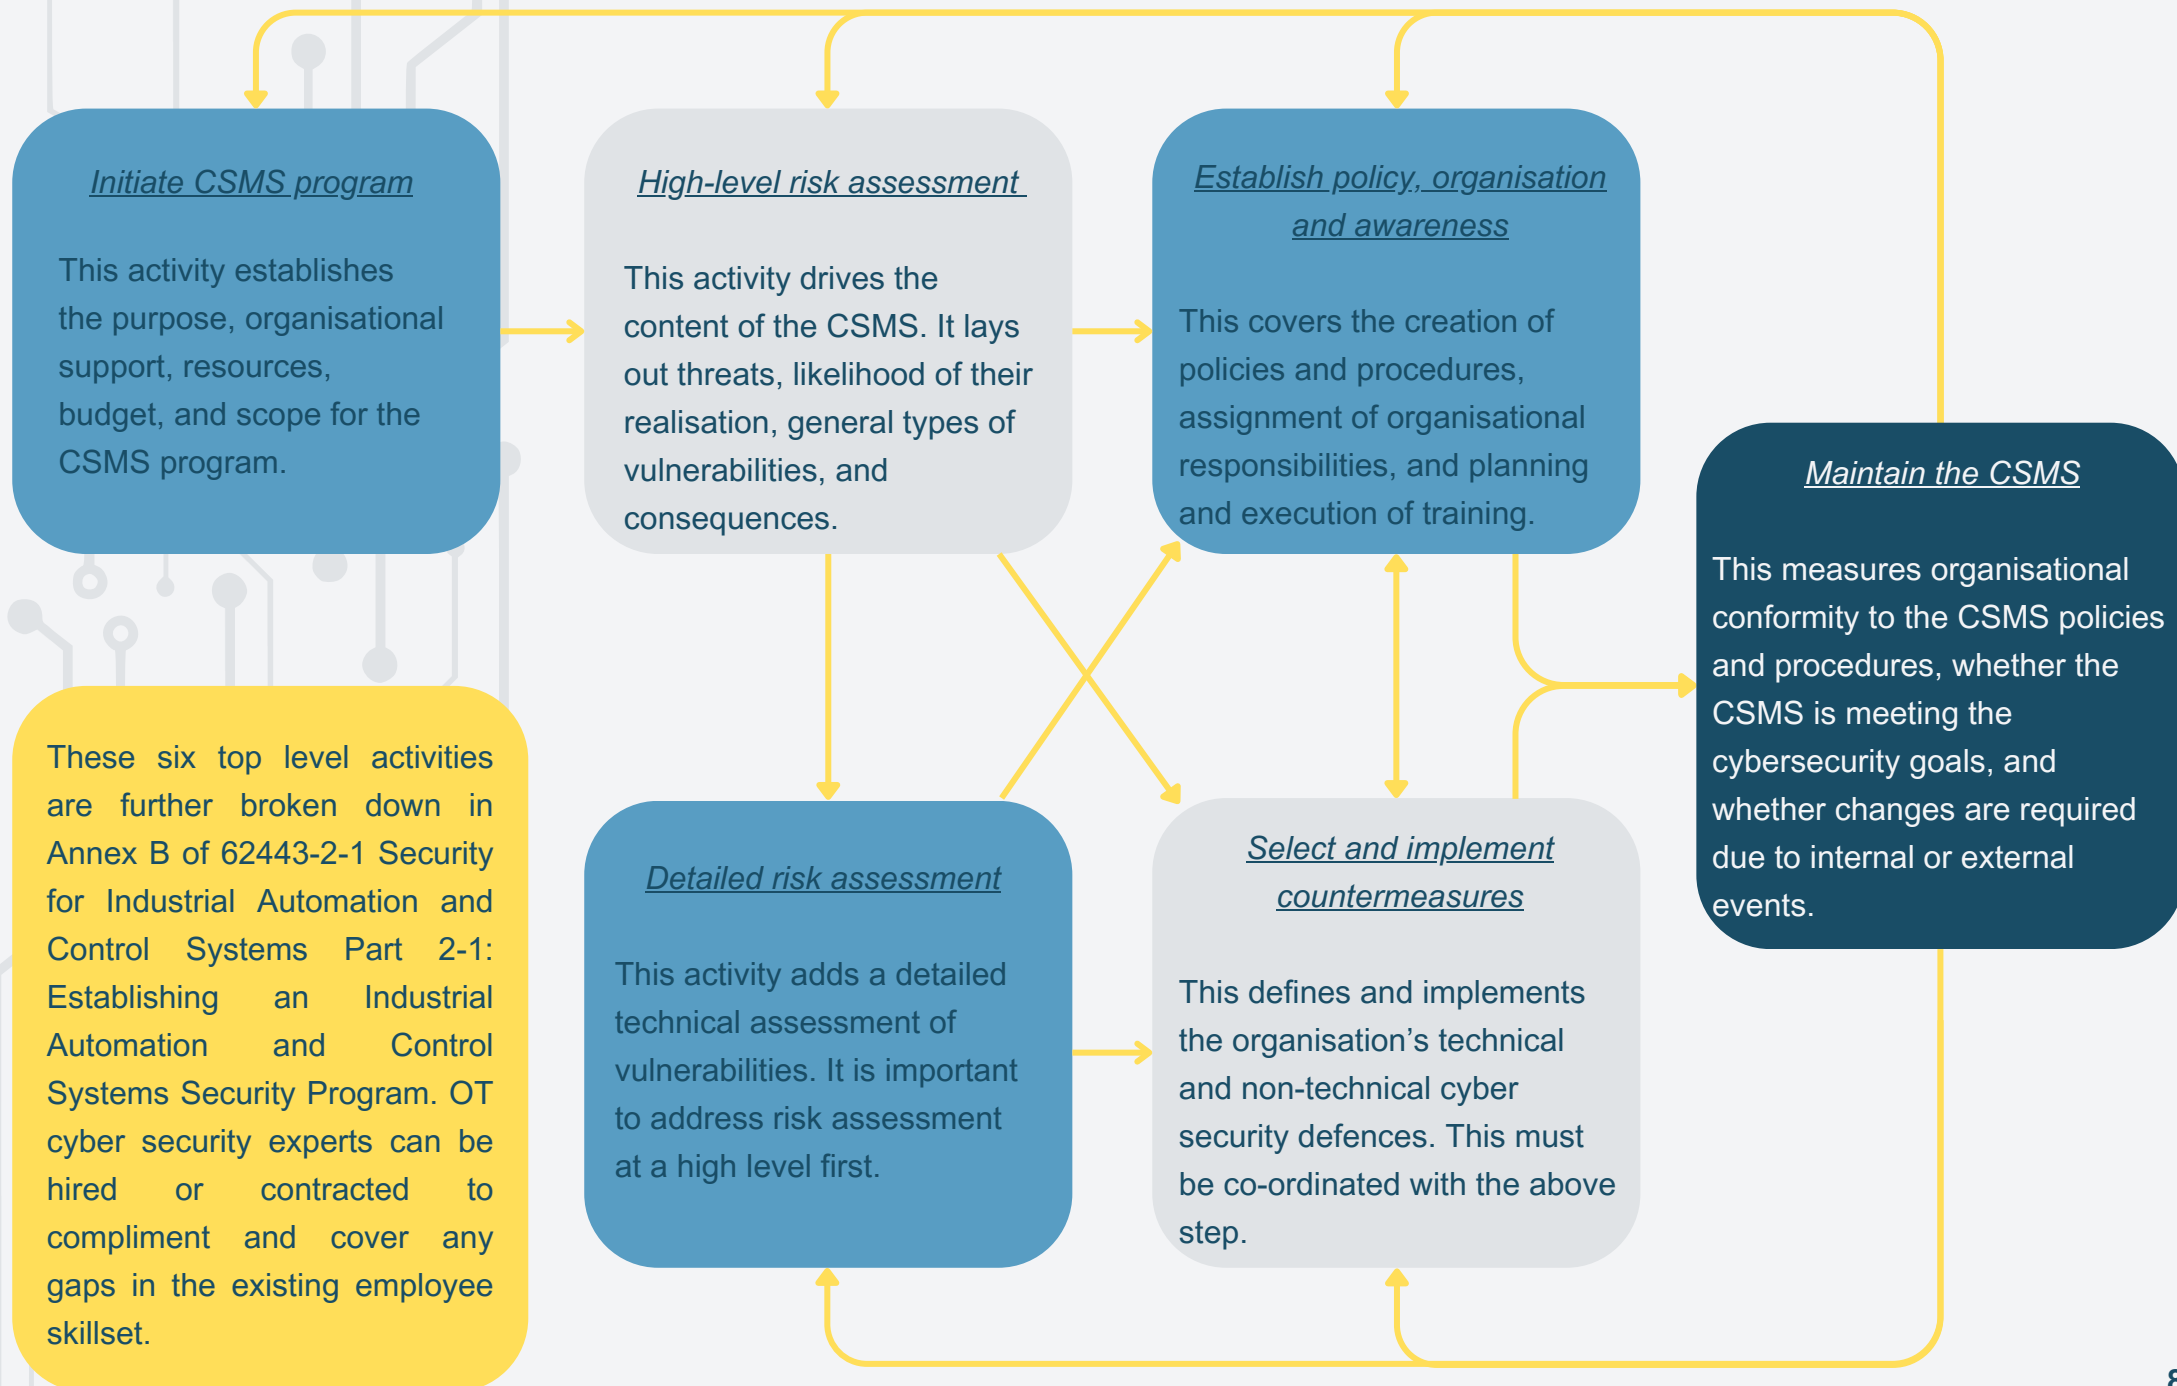 Initiate CSMS program
This activity establishes
the purpose, organisational
support, resources,
budget, and scope for the
CSMS program.
High-level risk assessment
This activity drives the
content of the CSMS. It lays
out threats, likelihood of their
realisation, general types of
vulnerabilities, and
consequences.
Establish policy, organisation
and awareness
This covers the creation of
policies and procedures,
assignment of organisational
responsibilities, and planning
and execution of training.
Maintain the CSMS
This measures organisational
conformity to the CSMS policies
and procedures, whether the
CSMS is meeting the
cybersecurity goals, and
whether changes are required
due to internal or external
events.
These six top level activities
are further broken down in
Annex B of 62443-2-1 Security
for Industrial Automation and
Control Systems Part 2-1:
Establishing an Industrial
Automation and Control
Systems Security Program. OT
cyber security experts can be
hired or contracted to
compliment and cover any
gaps in the existing employee
skillset.
Detailed risk assessment
This activity adds a detailed
technical assessment of
vulnerabilities. It is important
to address risk assessment
at a high level first.
Select and implement
countermeasures
This defines and implements
the organisation's technical
and non-technical cyber
security defences. This must
be co-ordinated with the above
step.